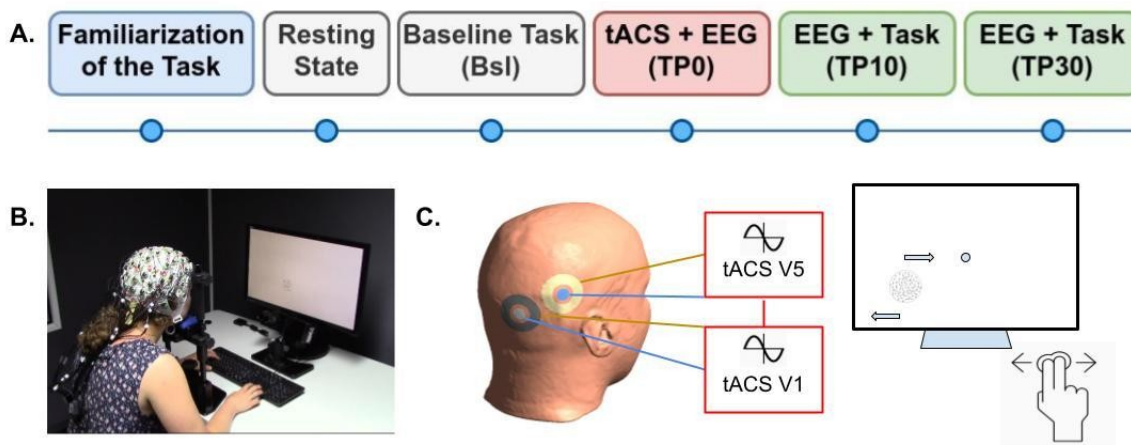 A.
Familiarization
of the Task
Resting
State
Baseline Task
(Bsl)
tACS + EEG
(TP0)
EEG + Task
(TP10)
EEG + Task
(TP30)
B.
C.
tACS V5
tACS V1